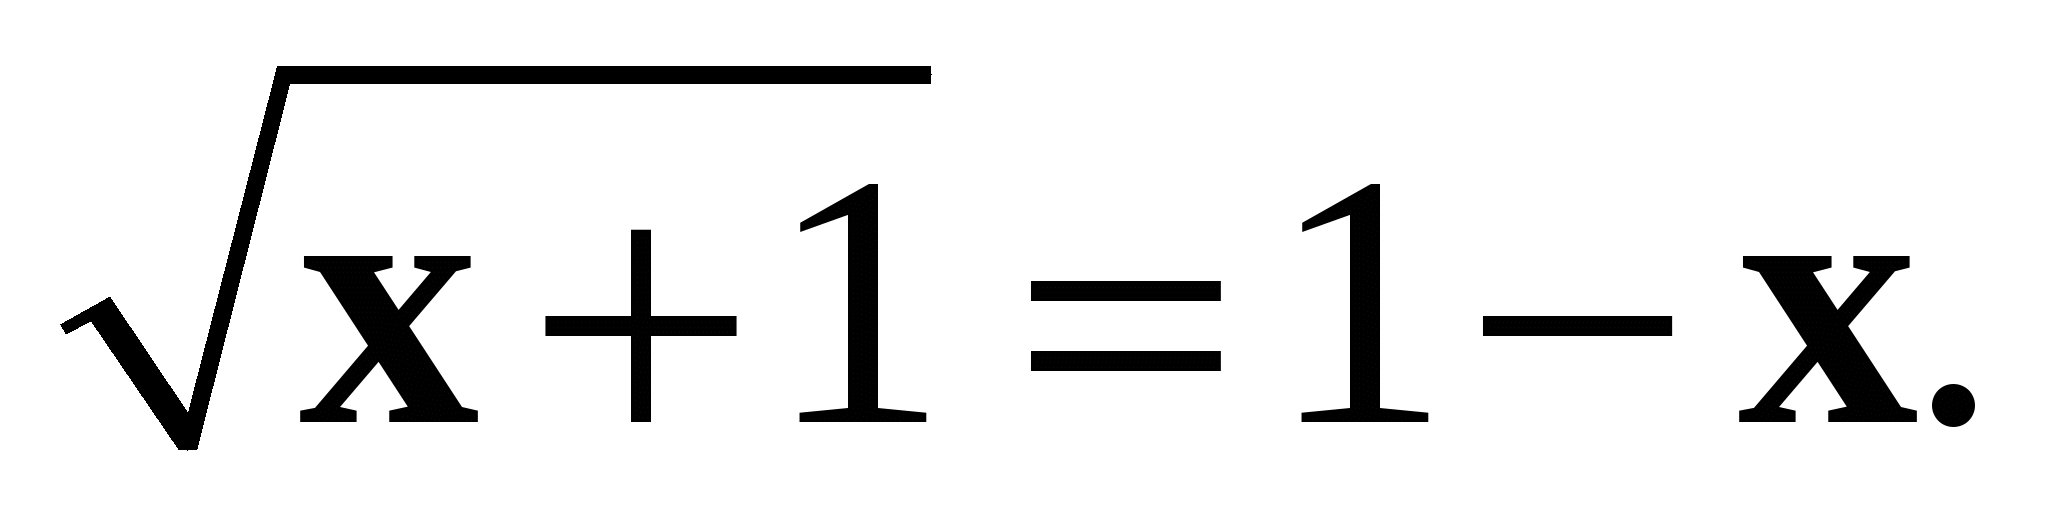 √x+1 = 1 − x.